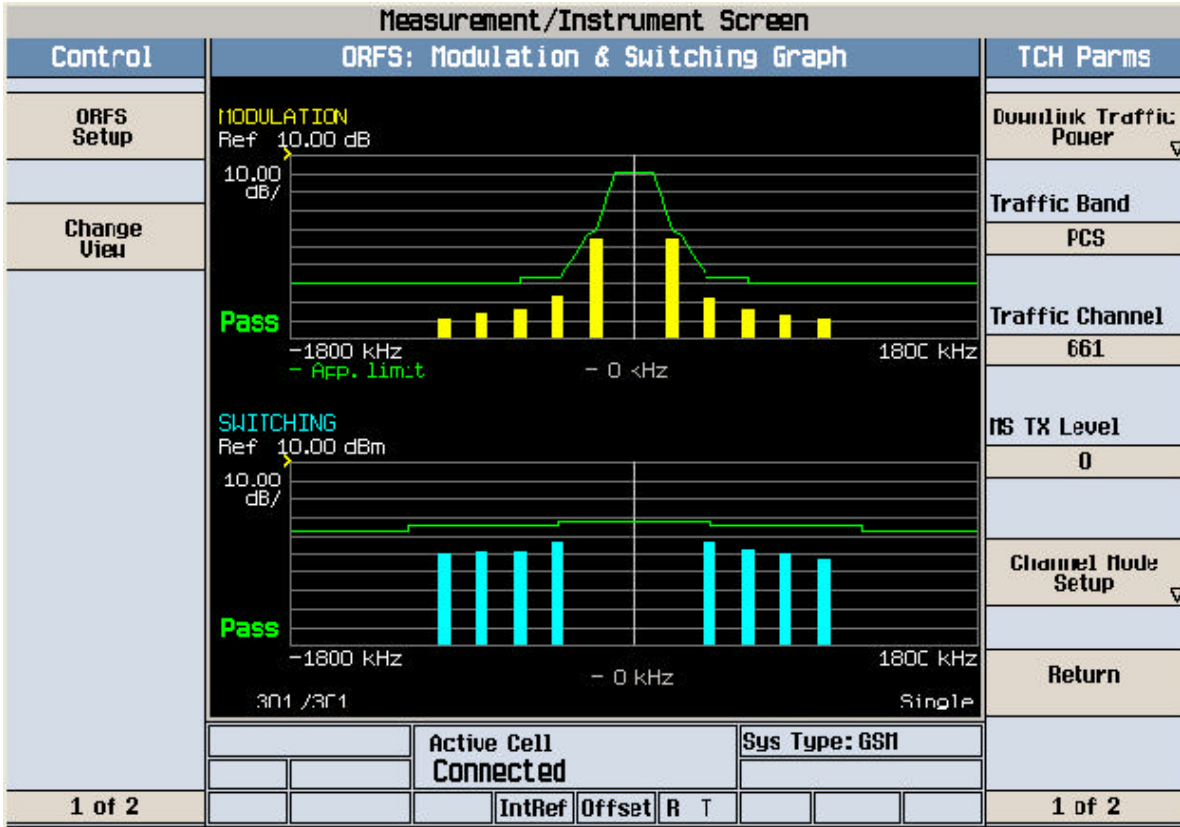 Measurement/Instrument Screen
Control
ORFS: Modulation & Switching Graph
TCH Parms
ORFS
Setup
Change
View
1 of 2
MODULATION
Ref 10.00 dB
10.00
dB/
Pass
-1800 kHz
1800 kHz
- App. limit
- 0 kHz
SWITCHING
Ref 10.00 dBm
10.00
dB/
Pass
-1800 kHz
1800 kHz
- 0 kHz
301 /301
Single
Active Cell
Connected
Sys Type: GSM
IntRef
Offset
R T
Downlink Traffic
Power
Traffic Band
PCS
Traffic Channel
661
MS TX Level
0
Channel Mode
Setup
Return
1 of 2